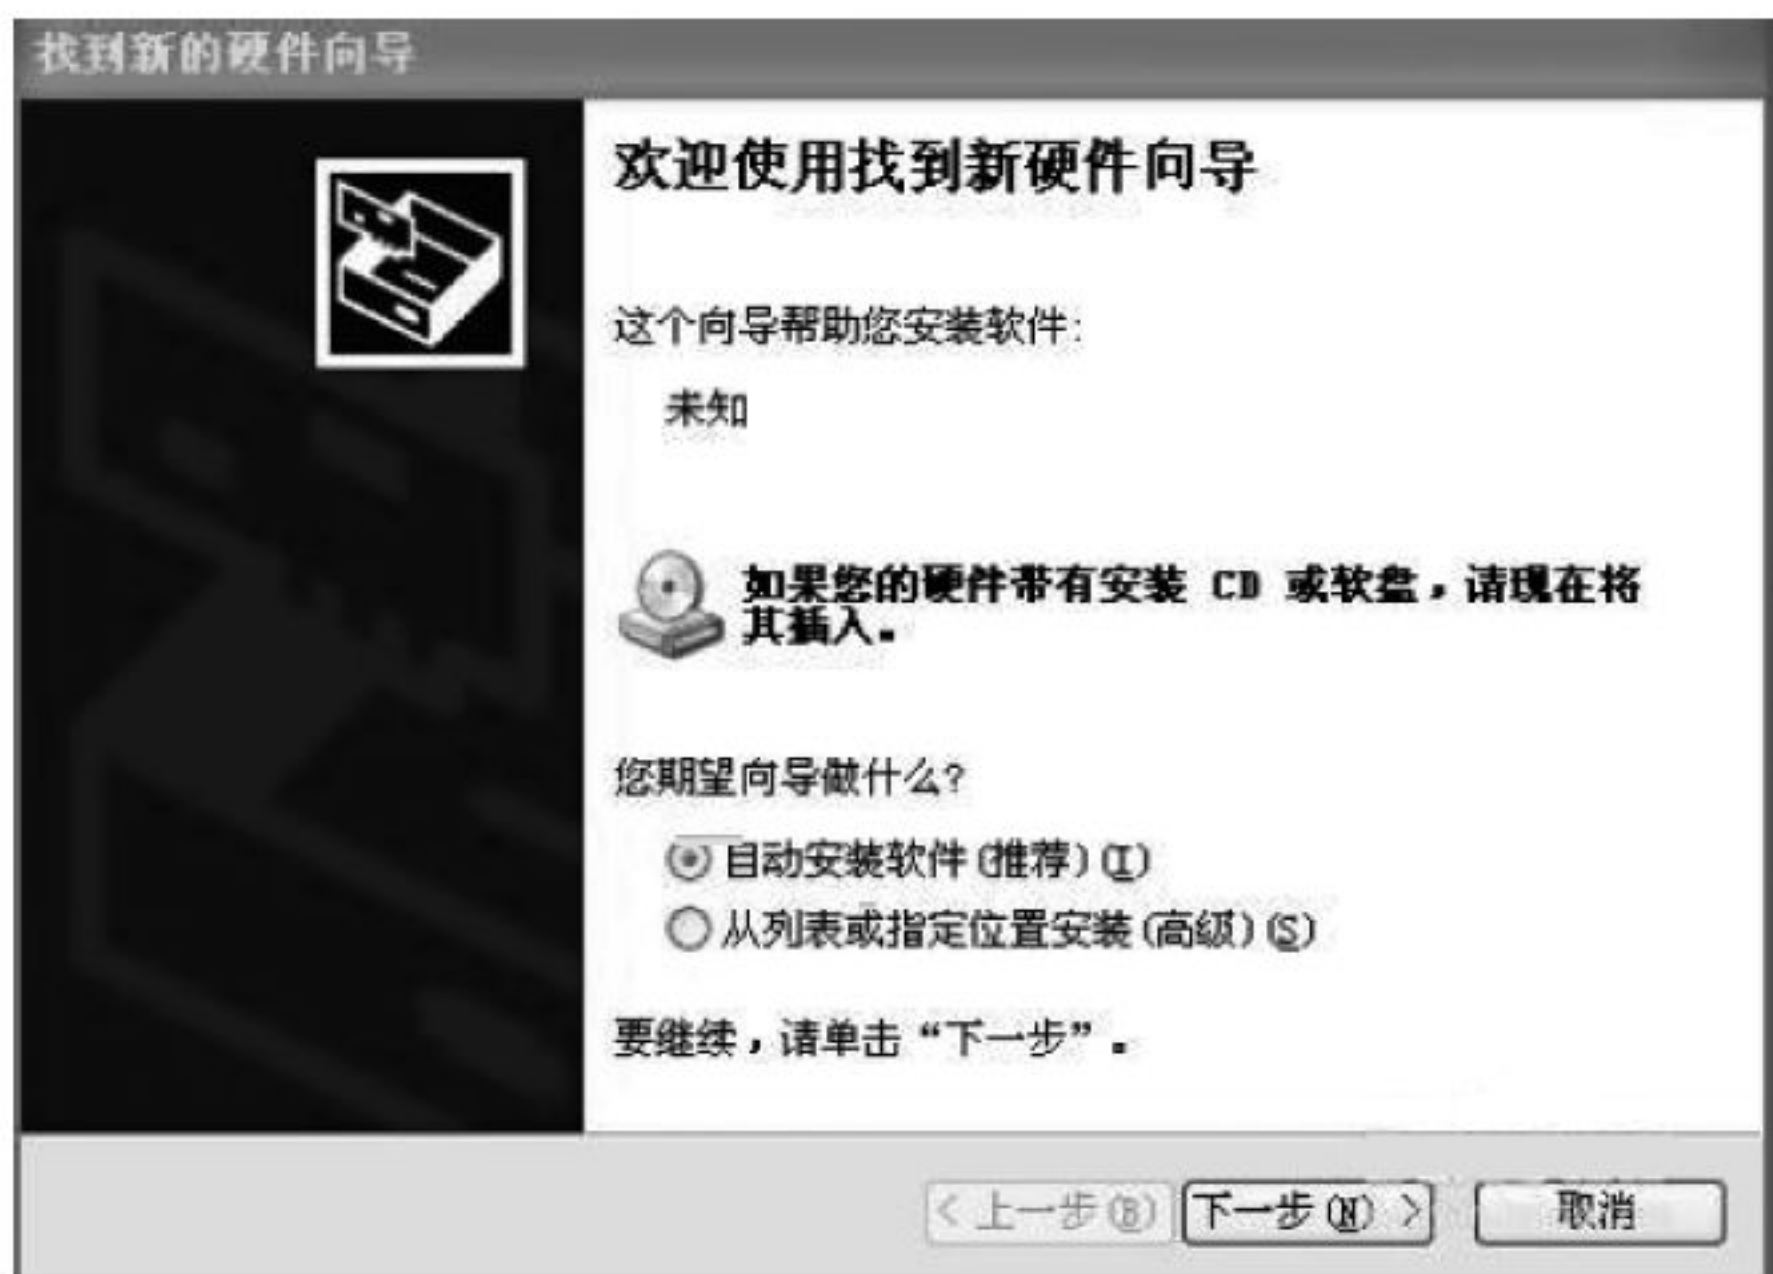 找到新的硬件向导
欢迎使用找到新硬件向导
这个向导帮助您安装软件:
未知
如果您的硬件带有安装 CD 或软盘，请现在将
其插入。
您期望向导做什么?
自动安装软件(推荐)(I)
从列表或指定位置安装(高级)(S)
要继续，请单击“下一步”。
< 上一步(B)
下一步(N) >
取消